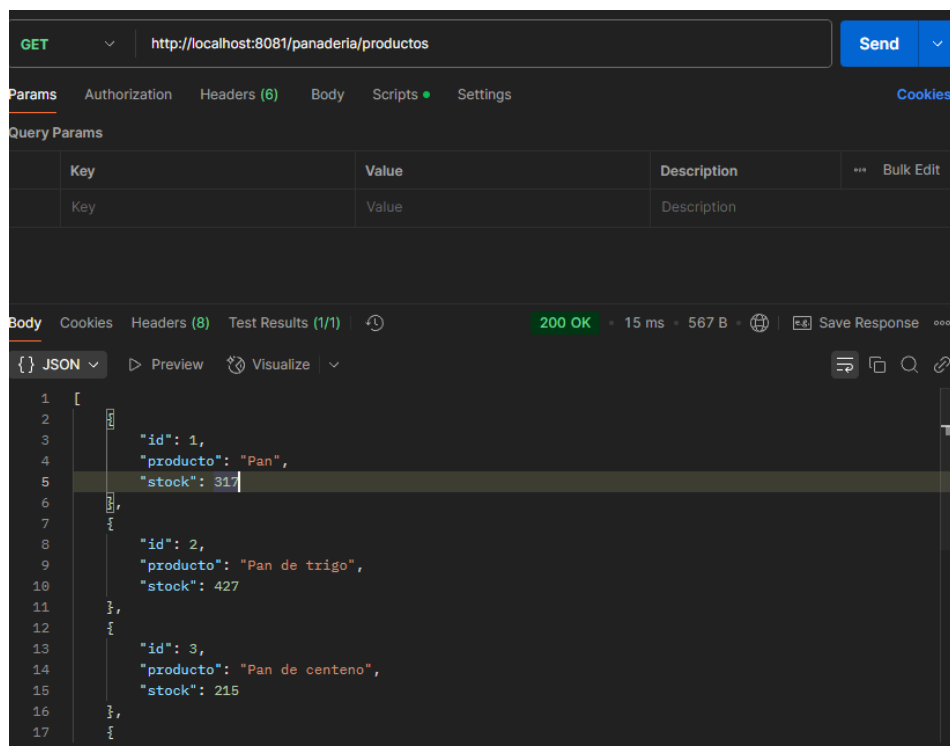 GET http://localhost:8081/panaderia/productos Send
Params Authorization Headers (6) Body Scripts Settings Cookies
Query Params
Key Value Description Bulk Edit
Key Value Description
Body Cookies Headers (8) Test Results (1/1) 200 OK • 15 ms • 567 B • e.g. Save Response
{} JSON Preview Visualize
1 [
2 {
3 "id": 1,
4 "producto": "Pan",
5 "stock": 317
6 },
7 {
8 "id": 2,
9 "producto": "Pan de trigo",
10 "stock": 427
11 },
12 {
13 "id": 3,
14 "producto": "Pan de centeno",
15 "stock": 215
16 },
17 {